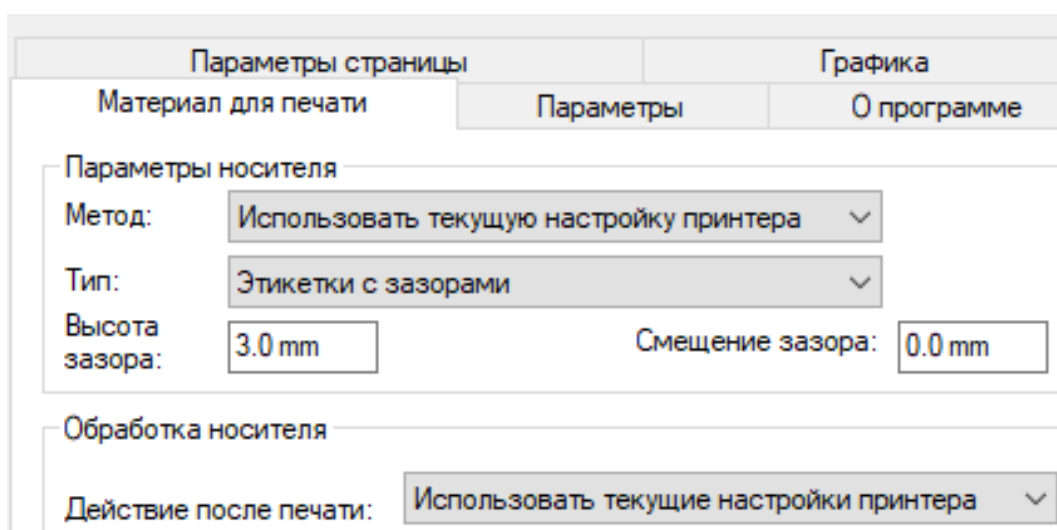 Параметры страницы
Графика
Материал для печати
Параметры
О программе
Параметры носителя
Метод: Использовать текущую настройку принтера
Тип: Этикетки с зазорами
Высота
зазора: 3.0 mm
Смещение зазора: 0.0 mm
Обработка носителя
Действие после печати: Использовать текущие настройки принтера